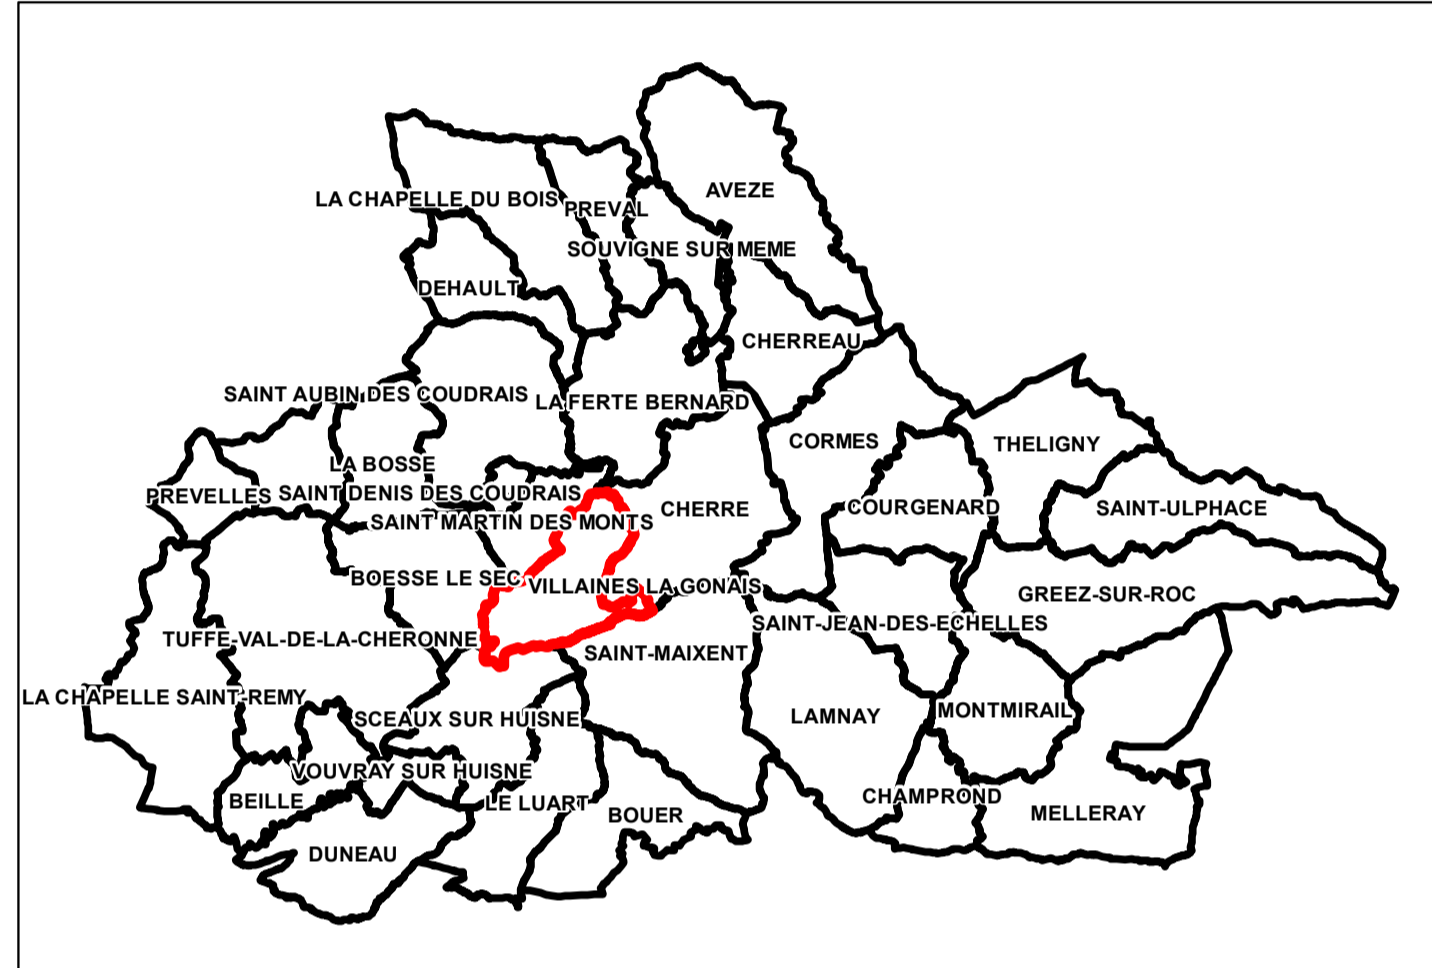 AVEZE
LA CHAPELLE DU BOIS
PREVAL
SOUVIGNE SUR MEME
DEHAULT
CHERREAU
SAINT AUBIN DES COUDRAIS
LA FERTE BERNARD
CORMES
THELIGNY
LA BOSSE
PREVELLES
SAINT DENIS DES COUDRAIS
CHERRE
COURGENARD
SAINT-ULPHACE
SAINT MARTIN DES MONTS
BOESSE LE SEC
VILLAINES LA GONAIS
GREEZ-SUR-ROC
SAINT-JEAN-DES-ECHELLES
TUFFE-VAL-DE-LA-CHERONNE
SAINT-MAIXENT
LA CHAPELLE SAINT-REMY
SCEAUX SUR HUISNE
LAMNAY
MONTMIRAIL
VOUVRAY SUR HUISNE
BEILLE
LE LUART
BOUER
CHAMPROND
MELLERAY
DUNEAU